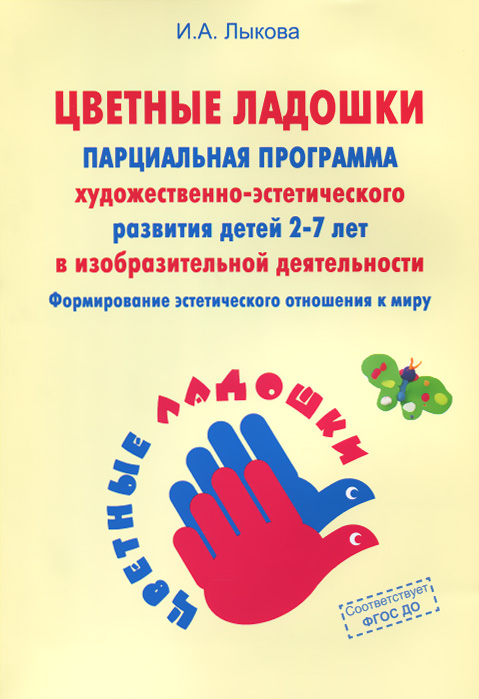 И.А. Лыкова
ЦВЕТНЫЕ ЛАДОШКИ
ПАРЦИАЛЬНАЯ ПРОГРАММА
художественно-эстетического
развития детей 2-7 лет
в изобразительной деятельности
Формирование эстетического отношения к миру
ЦВЕТНЫЕ ЛАДОШКИ
Соответствует
ФГОС ДО